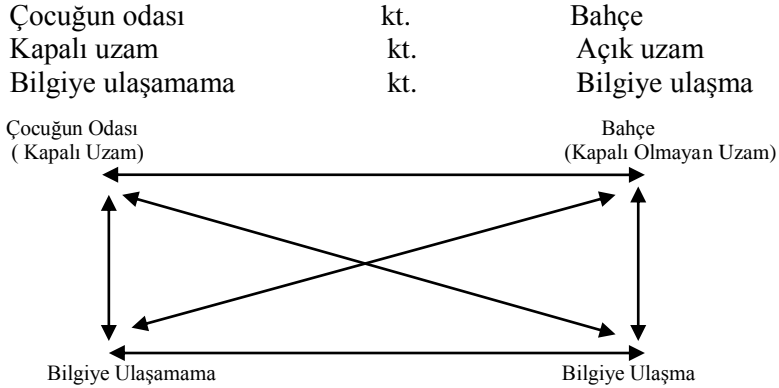 Çocuğun odası kt. Bahçe
Kapalı uzam kt. Açık uzam
Bilgiye ulaşamama kt. Bilgiye ulaşma
Çocuğun Odası Bahçe
( Kapalı Uzam) (Kapalı Olmayan Uzam)
Bilgiye Ulaşamama Bilgiye Ulaşma